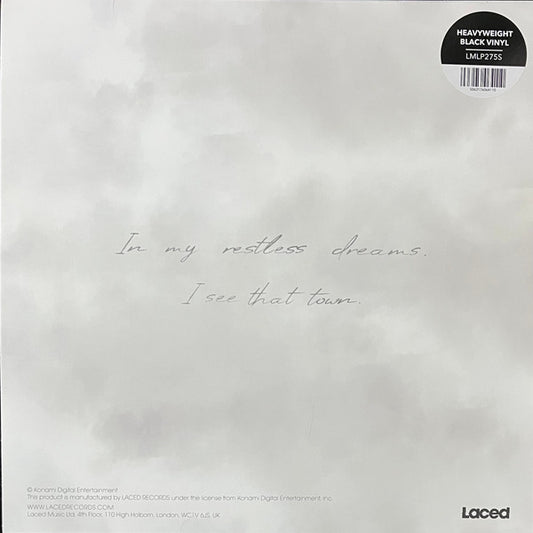 HEAVYWEIGHT
BLACK VINYL
LMLP275S
In my restless dreams.
I see that town.
© Konami Digital Entertainment
This product is manufactured by LACED RECORDS under the license from Konami Digital Entertainment, Inc.
WWW.LACEDRECORDS.COM
Laced Music Ltd, 4th Floor, 110 High Holborn, London, WC1V 6JS, UK
Laced